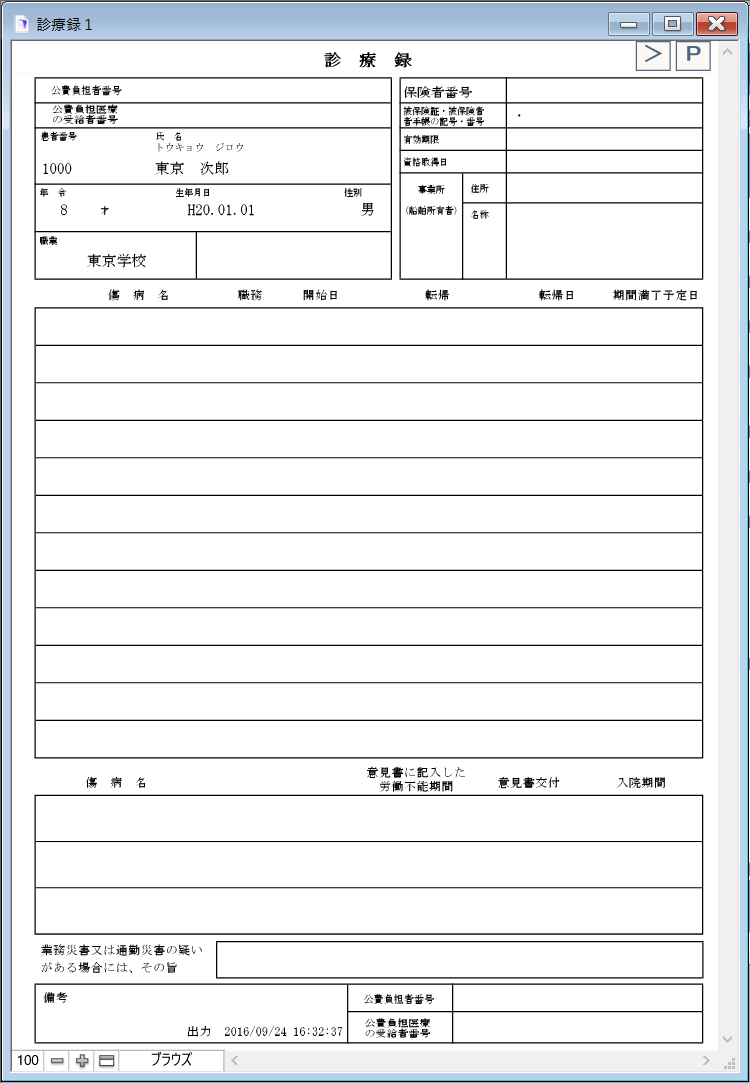 診療録 1
診 療 録
> P
公費負担者番号
公費負担医療
の受給者番号
患者番号
氏 名
トウキョウ ジロウ
1000
東京 次郎
年 令
生年月日
性別
8 才
H20.01.01
男
職業
東京学校
保険者番号
被保険証・被保険者
者手帳の記号・番号
・
有効期限
資格取得日
事業所
(船舶所有者)
住所
名称
傷 病 名 職務 開始日 転帰 転帰日 期間満了予定日
傷 病 名
意見書に記入した
労働不能期間
意見書交付
入院期間
業務災害又は通勤災害の疑い
がある場合には、その旨
備考
出力 2016/09/24 16:32:37
公費負担者番号
公費負担医療
の受給者番号
100
ブラウズ